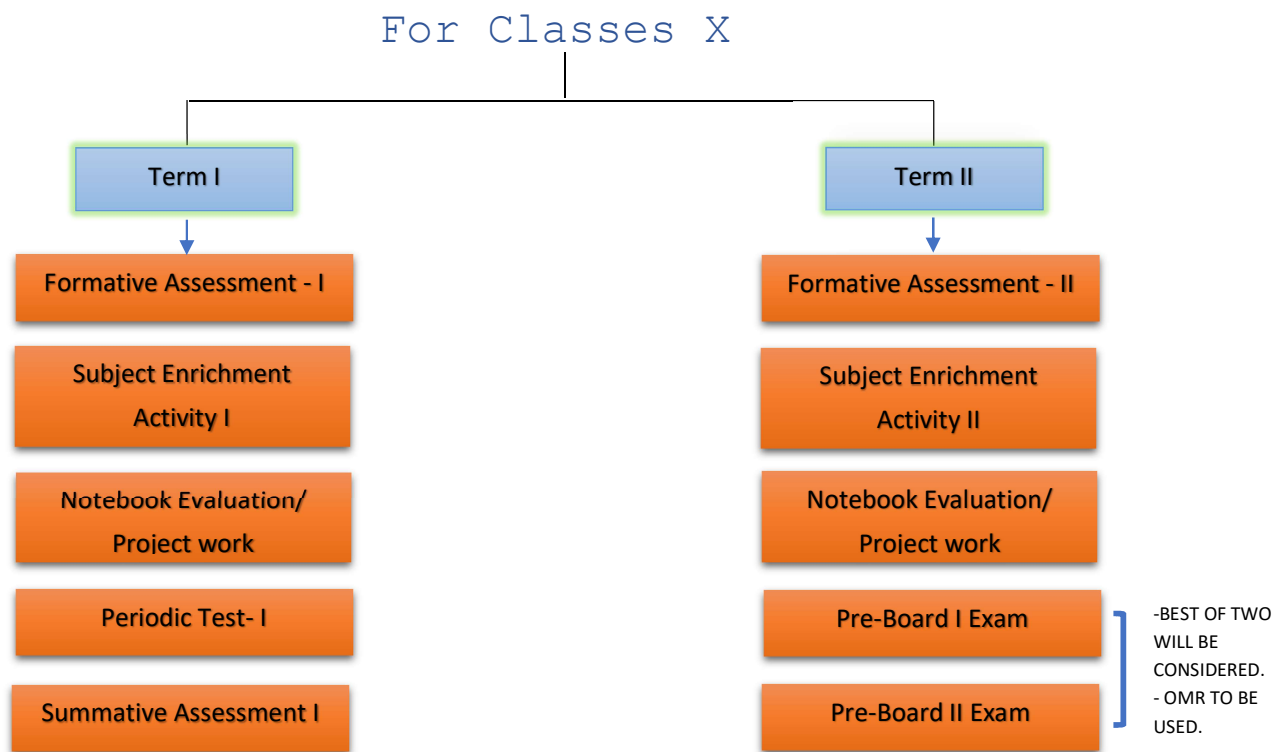 For Classes X
Term I
Formative Assessment - I
Subject Enrichment
Activity I
Notebook Evaluation/
Project work
Periodic Test- I
Summative Assessment I
Term II
Formative Assessment - II
Subject Enrichment
Activity II
Notebook Evaluation/
Project work
Pre-Board I Exam
Pre-Board II Exam
-BEST OF TWO
WILL BE
CONSIDERED.
- OMR TO BE
USED.